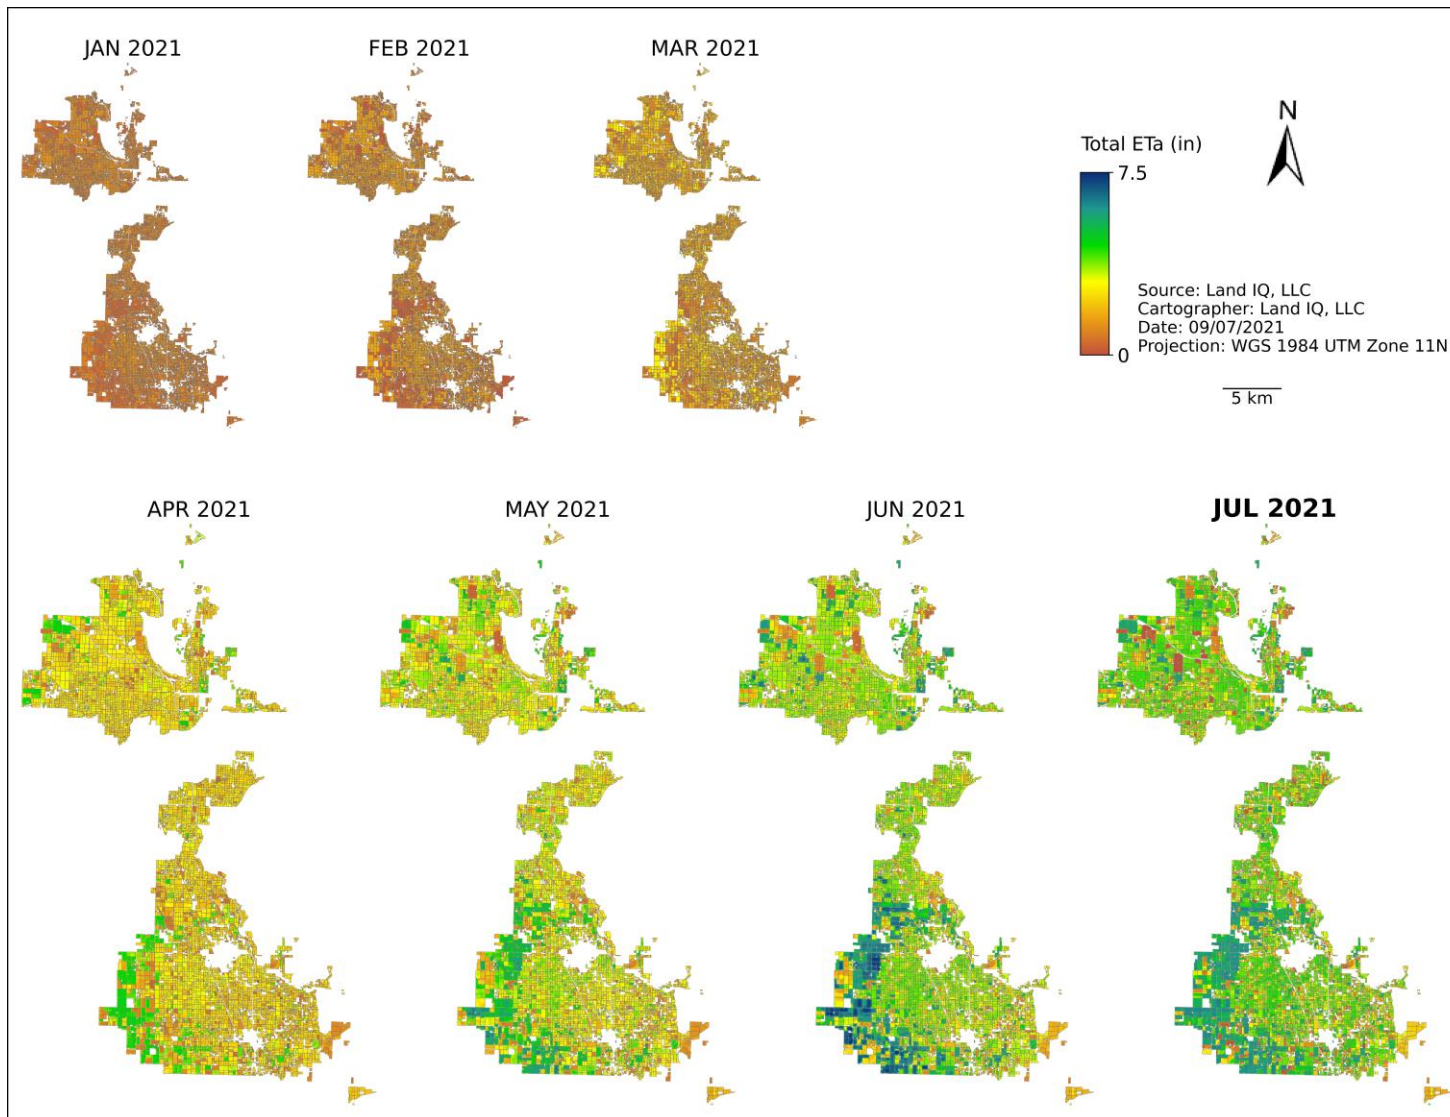 JAN 2021
FEB 2021
MAR 2021
N
Total ETa (in)
7.5
0
Source: Land IQ, LLC
Cartographer: Land IQ, LLC
Date: 09/07/2021
Projection: WGS 1984 UTM Zone 11N
5 km
APR 2021
MAY 2021
JUN 2021
JUL 2021